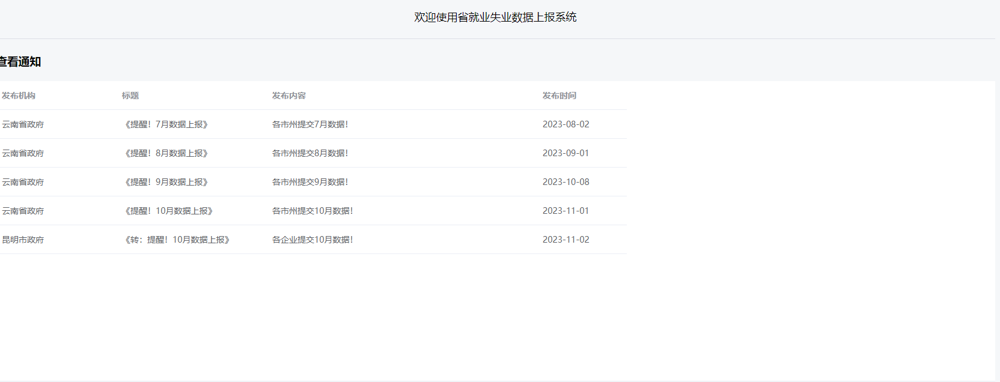 欢迎使用省就业失业数据上报系统
查看通知
发布机构 标题 发布内容 发布时间
云南省政府 《提醒！7月数据上报》 各市州提交7月数据！ 2023-08-02
云南省政府 《提醒！8月数据上报》 各市州提交8月数据！ 2023-09-01
云南省政府 《提醒！9月数据上报》 各市州提交9月数据！ 2023-10-08
云南省政府 《提醒！10月数据上报》 各市州提交10月数据！ 2023-11-01
昆明市政府 《转：提醒！10月数据上报》 各企业提交10月数据！ 2023-11-02